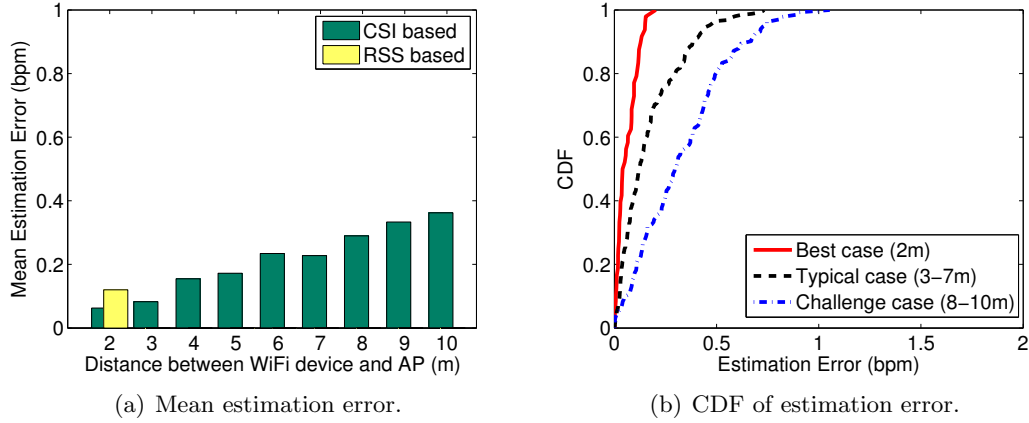 CSI based
RSS based
Mean Estimation Error (bpm)
1
0.8
0.6
0.4
0.2
0
2 3 4 5 6 7 8 9 10
Distance between WiFi device and AP (m)
(a) Mean estimation error.
CDF
1
0.8
0.6
0.4
0.2
0
Best case (2m)
Typical case (3−7m)
Challenge case (8−10m)
0 0.5 1 1.5 2
Estimation Error (bpm)
(b) CDF of estimation error.